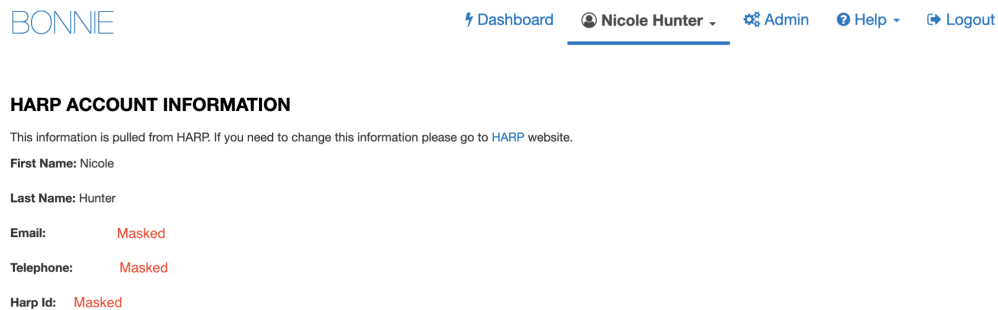 BONNIE
Dashboard
Nicole Hunter
Admin
Help
Logout
HARP ACCOUNT INFORMATION
This information is pulled from HARP. If you need to change this information please go to HARP website.
First Name: Nicole
Last Name: Hunter
Email: Masked
Telephone: Masked
Harp Id: Masked